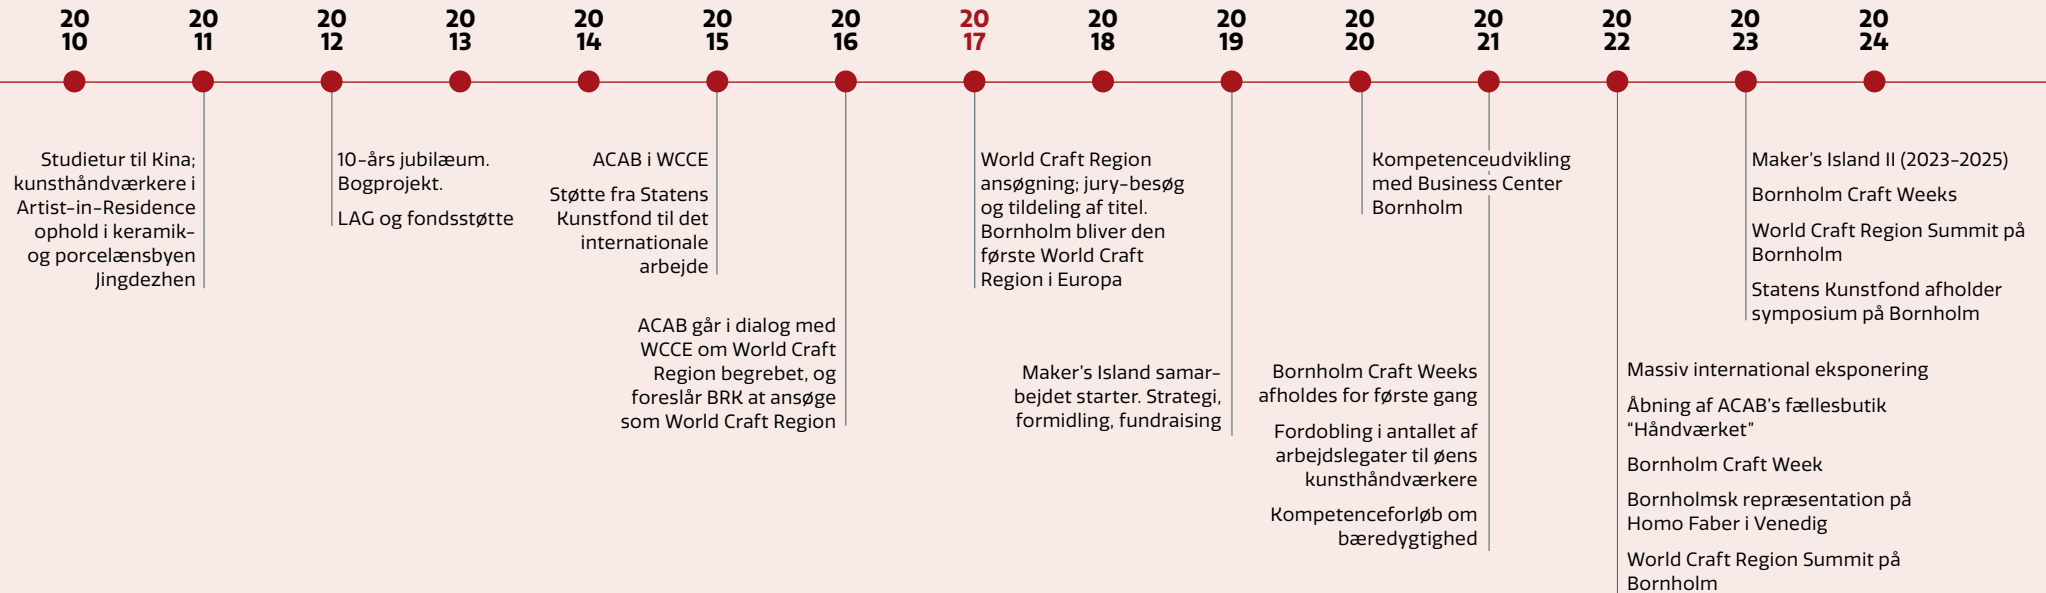 20
10
20
11
20
12
20
13
20
14
20
15
20
16
20
17
20
18
20
19
20
20
20
21
20
22
20
23
20
24
Studietur til Kina;
kunsthåndværkere i
Artist-in-Residence
ophold i keramik-
og porcelænsbyen
Jingdezhen
10-års jubilæum.
Bogprojekt.
LAG og fondsstøtte
ACAB i WCCE
Støtte fra Statens
Kunstfond til det
internationale
arbejde
ACAB går i dialog med
WCCE om World Craft
Region begrebet, og
foreslår BRK at ansøge
som World Craft Region
World Craft Region
ansøgning; jury-besøg
og tildeling af titel.
Bornholm bliver den
første World Craft
Region i Europa
Maker's Island samar-
bejdet starter. Strategi,
formidling, fundraising
Kompetenceudvikling
med Business Center
Bornholm
Bornholm Craft Weeks
afholdes for første gang
Fordobling i antallet af
arbejdslegater til øens
kunsthåndværkere
Kompetenceforløb om
bæredygtighed
Massiv international eksponering
Åbning af ACAB's fællesbutik
"Håndværket"
Bornholm Craft Week
Bornholmsk repræsentation på
Homo Faber i Venedig
World Craft Region Summit på
Bornholm
Maker's Island II (2023-2025)
Bornholm Craft Weeks
World Craft Region Summit på
Bornholm
Statens Kunstfond afholder
symposium på Bornholm